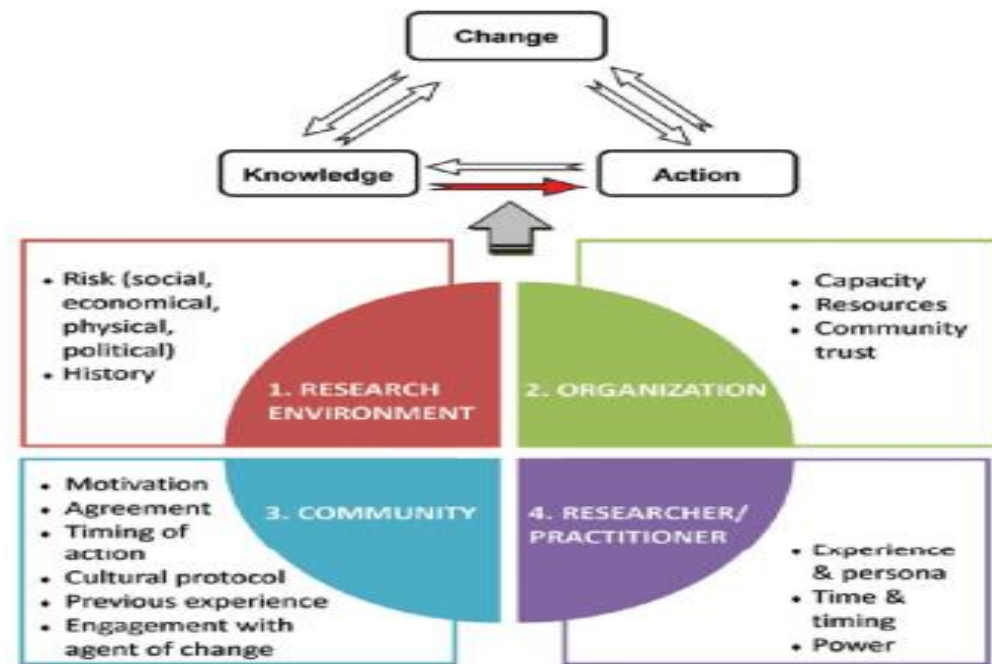 Change
Knowledge
Action
• Risk (social,
economical,
physical,
political)
• History
1. RESEARCH
ENVIRONMENT
• Capacity
• Resources
• Community
trust
2. ORGANIZATION
• Motivation
• Agreement
• Timing of
action
• Cultural protocol
• Previous experience
• Engagement with
agent of change
3. COMMUNITY
4. RESEARCHER/
PRACTITIONER
• Experience
& persona
• Time &
timing
• Power